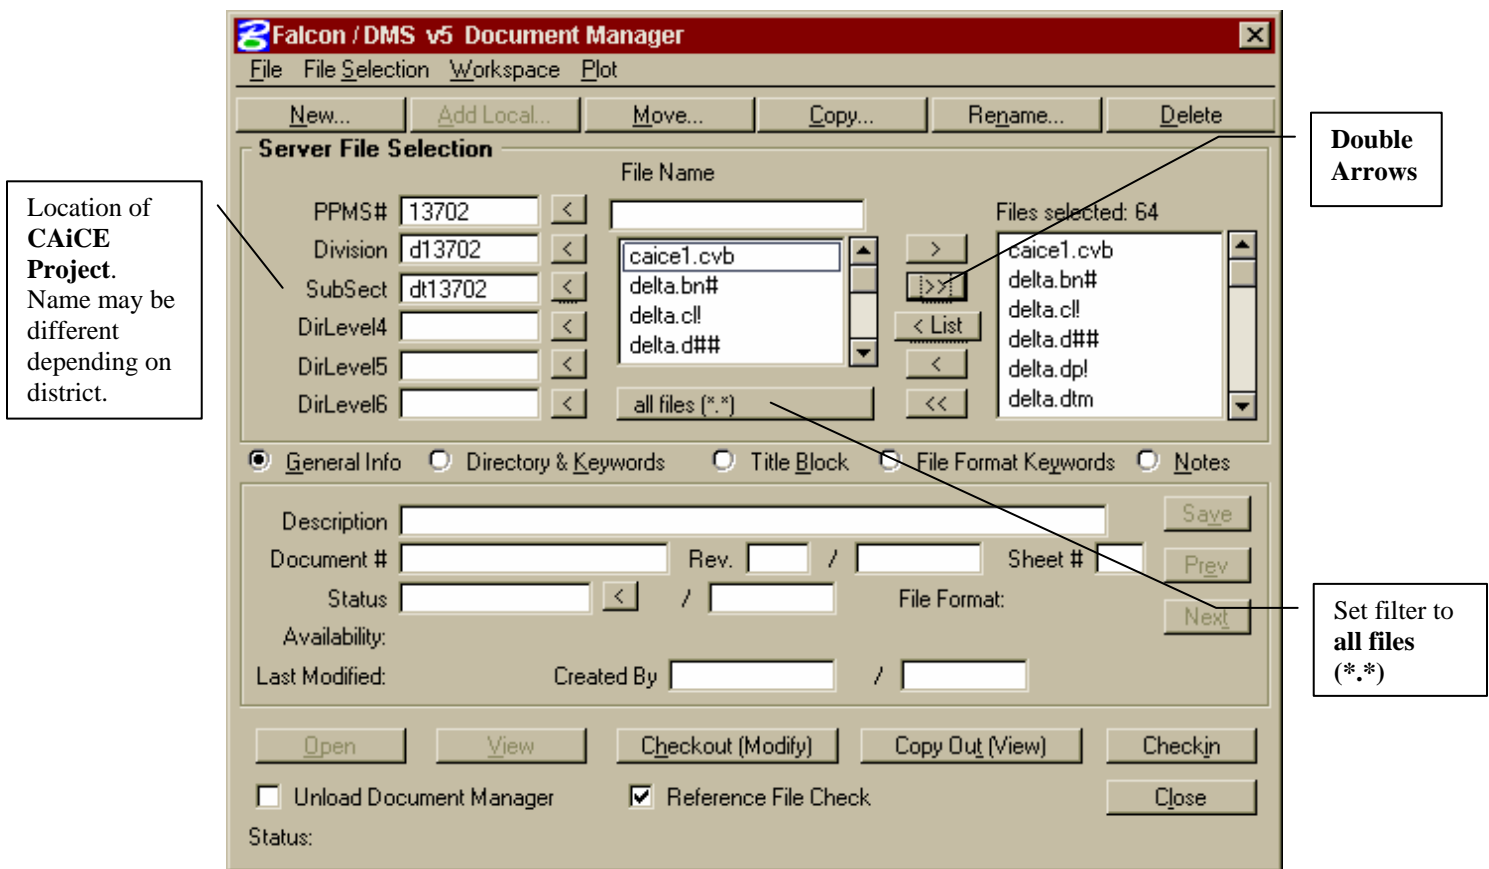 Falcon / DMS v5 Document Manager
File File Selection Workspace Plot
New... Add Local... Move... Copy... Rename... Delete
Server File Selection
File Name
PPMS# 13702 <
Division d13702 <
SubSect dt13702 <
DirLevel4 <
DirLevel5 <
DirLevel6 <
caice1.cvb
delta.bn#
delta.cl!
delta.d##
all files (*.*)
>
>>
< List
<
<<
Files selected: 64
caice1.cvb
delta.bn#
delta.cl!
delta.d##
delta.dp!
delta.dtm
General Info Directory & Keywords Title Block File Format Keywords Notes
Description
Save
Document # Rev. / Sheet #
Prev
Status < / File Format:
Next
Availability:
Last Modified: Created By /
Open View Checkout (Modify) Copy Out (View) Checkin
Unload Document Manager Reference File Check Close
Status:
Location of
CAiCE
Project.
Name may be
different
depending on
district.
Double
Arrows
Set filter to
all files
(*.*)